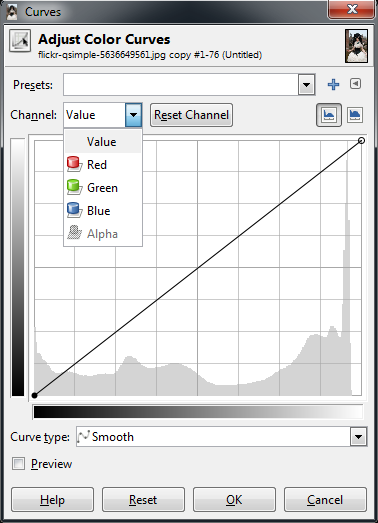 Curves
Adjust Color Curves
flickr-qsimple-5636649561.jpg copy #1-76 (Untitled)
Presets:
Channel: Value Reset Channel
Value
Red
Green
Blue
Alpha
Curve type: Smooth
Preview
Help Reset OK Cancel